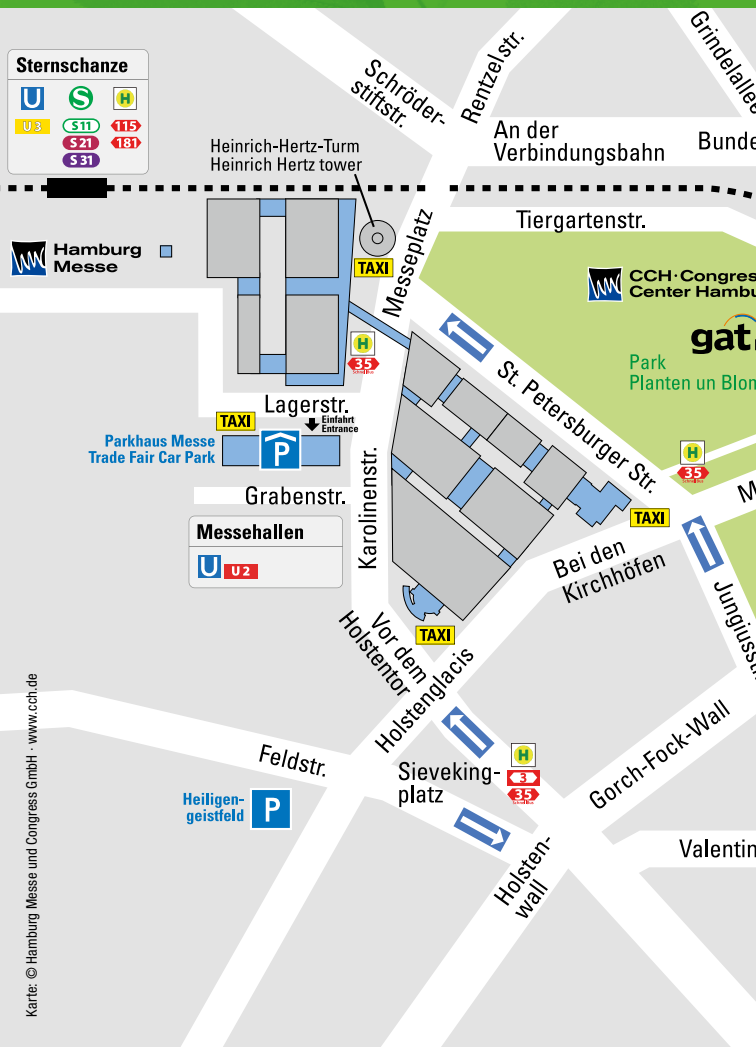 Sternschanze
U S H
U3 S11 115
S21 181
S31
Schröder-
stiftstr.
Rentzelstr.
Grindelallee
An der
Verbindungsbahn
Bunde
Heinrich-Hertz-Turm
Heinrich Hertz tower
Tiergartenstr.
Hamburg
Messe
TAXI
Messeplatz
CCH·Congress
Center Hambu
gat
Park
Planten un Blom
H
35
Schnellbus
St. Petersburger Str.
Lagerstr.
TAXI
Einfahrt
Entrance
Parkhaus Messe
Trade Fair Car Park
P
Karolinenstr.
H
35
Schnellbus
Grabenstr.
TAXI
M
Messehallen
U U2
Bei den
Kirchhöfen
Jungiusstr
TAXI
Vor dem
Holstentor
Holstenglacis
Feldstr.
Sieveking-
platz
H
3
35
Schnellbus
Gorch-Fock-Wall
Heiligen-
geistfeld
P
Valentin
Holsten-
wall
Karte: © Hamburg Messe und Congress GmbH · www.cch.de